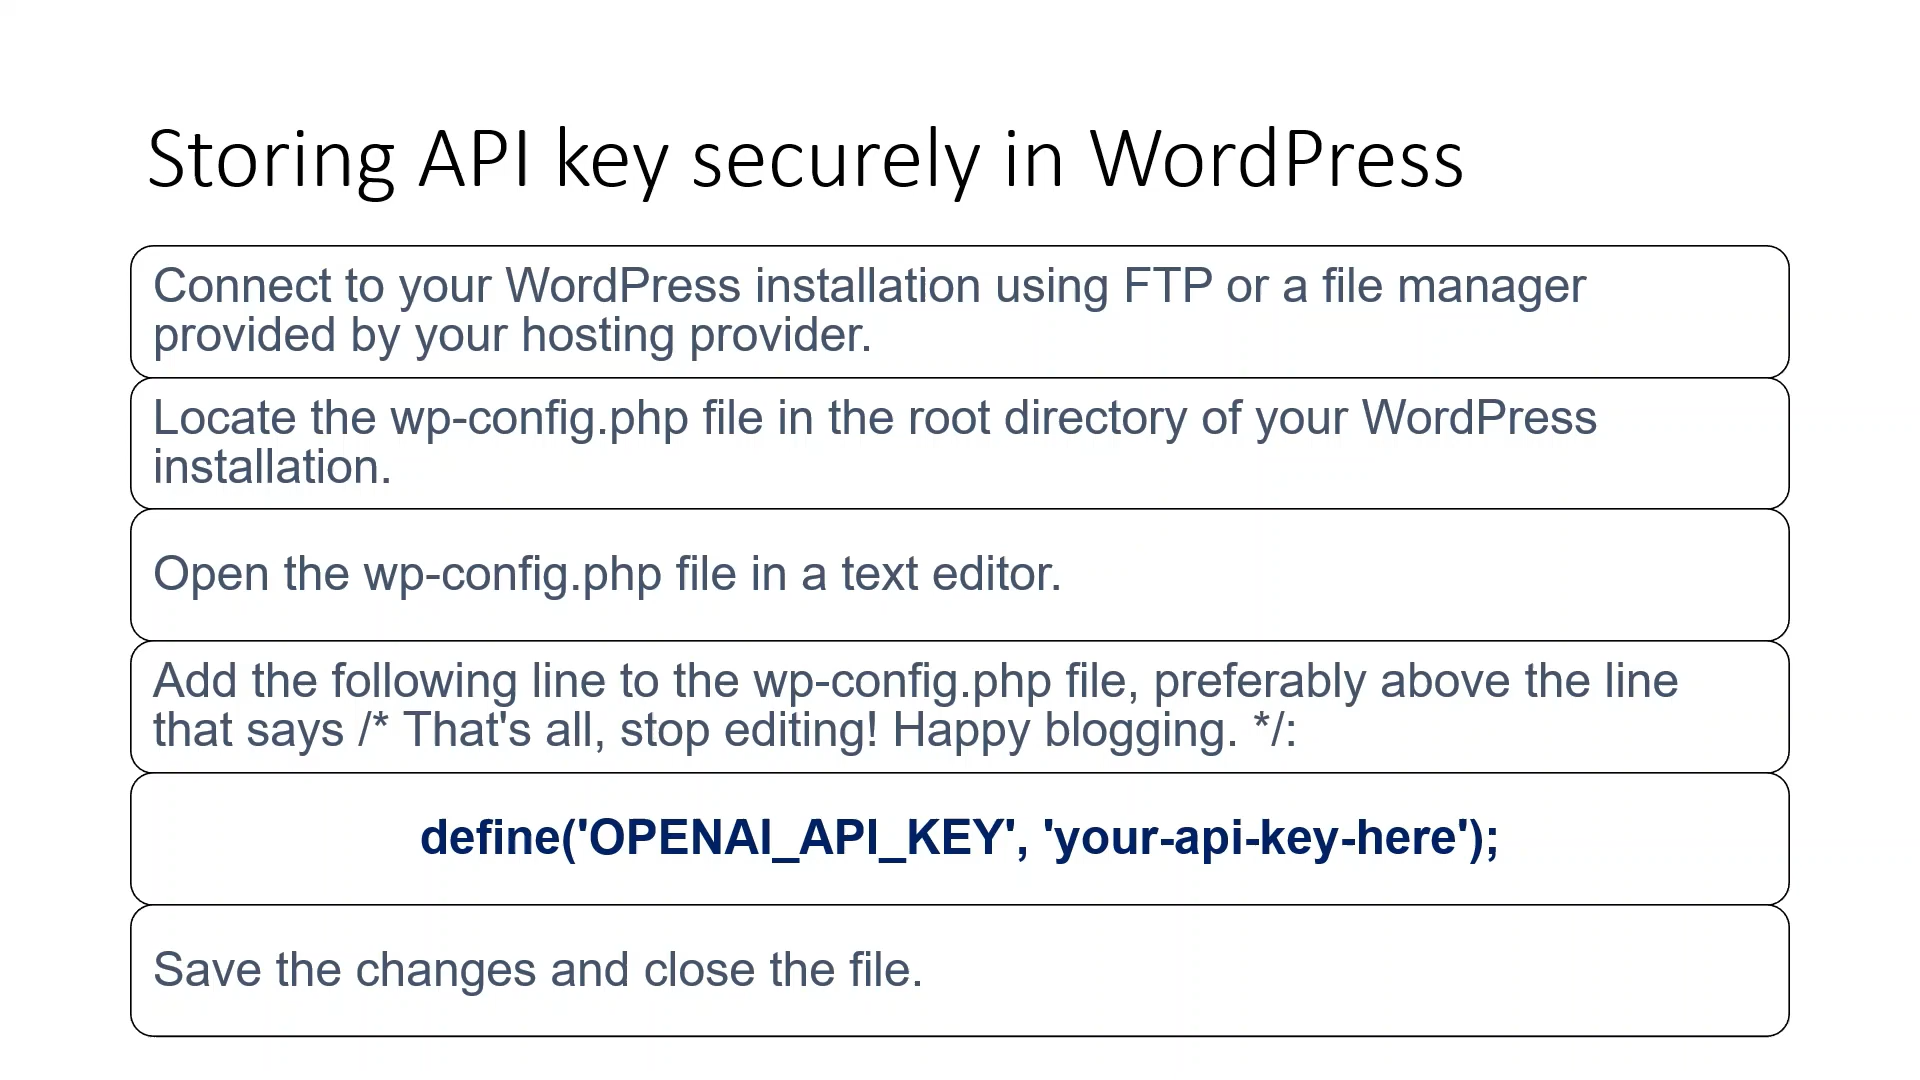 Storing API key securely in WordPress
Connect to your WordPress installation using FTP or a file manager
provided by your hosting provider.
Locate the wp-config.php file in the root directory of your WordPress
installation.
Open the wp-config.php file in a text editor.
Add the following line to the wp-config.php file, preferably above the line
that says /* That's all, stop editing! Happy blogging. */:
define('OPENAI_API_KEY', 'your-api-key-here');
Save the changes and close the file.